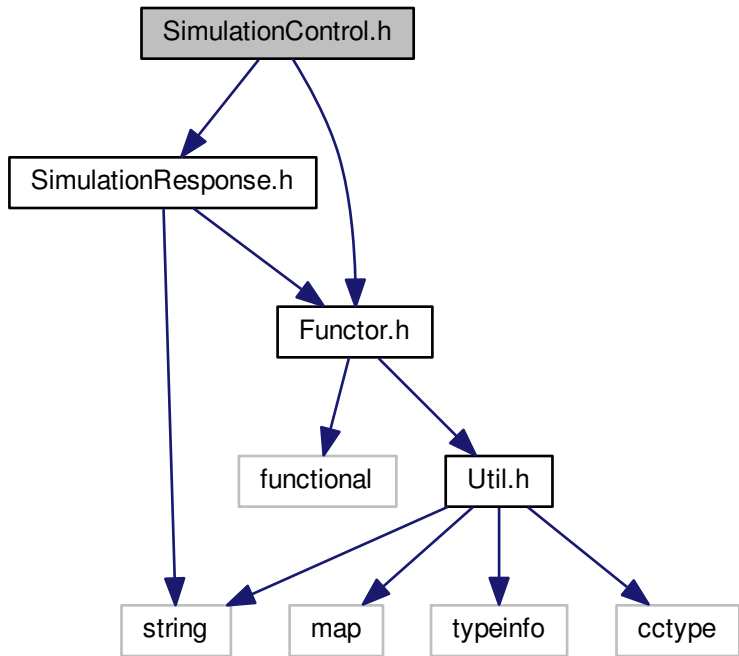 SimulationControl.h
SimulationResponse.h
Functor.h
functional
Util.h
string
map
typeinfo
cctype